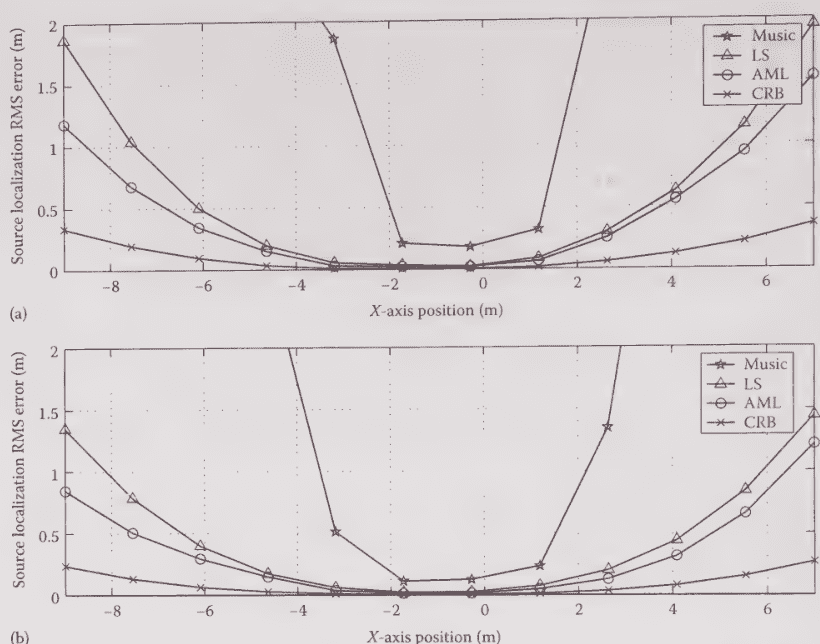 Source localization RMS error (m)
2
1.5
1
0.5
0
Music
LS
AML
CRB
−8
−6
−4
−2
0
2
4
6
X-axis position (m)
(a)
Source localization RMS error (m)
2
1.5
1
0.5
0
Music
LS
AML
CRB
−8
−6
−4
−2
0
2
4
6
X-axis position (m)
(b)